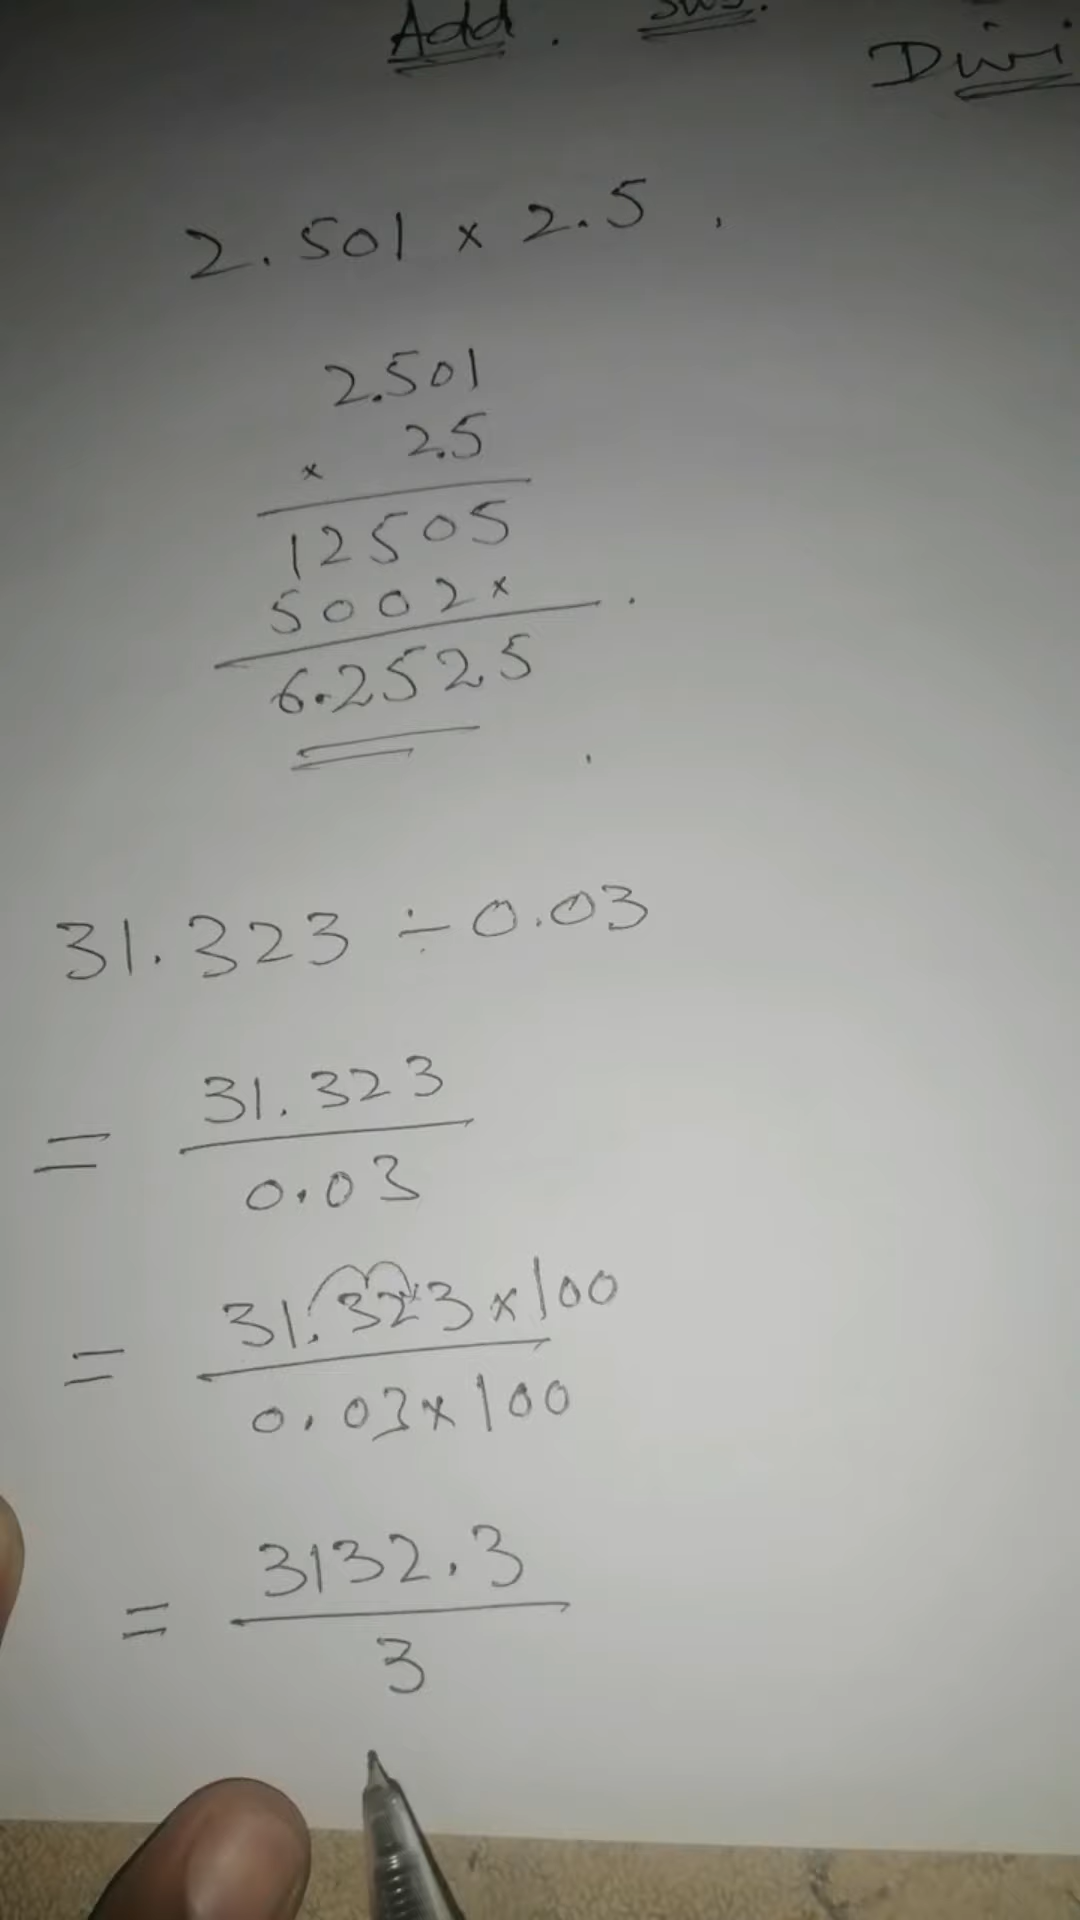 Add. Sub.
Divi
2.501 × 2.5
2.501
× 2.5
12505
5002×
6.2525
31.323 ÷ 0.03
= 31.323
0.03
= 31.323 × 100
0.03 × 100
= 3132.3
3